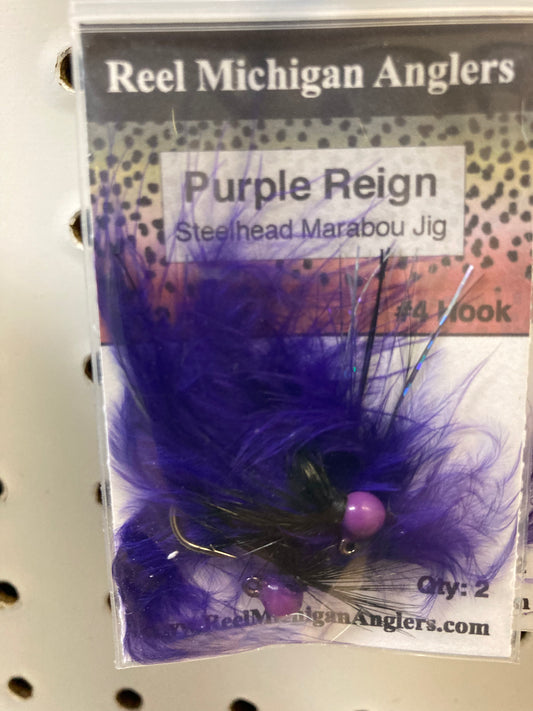 Reel Michigan Anglers
Purple Reign
Steelhead Marabou Jig
#4 Hook
Qty: 2
www.ReelMichiganAnglers.com